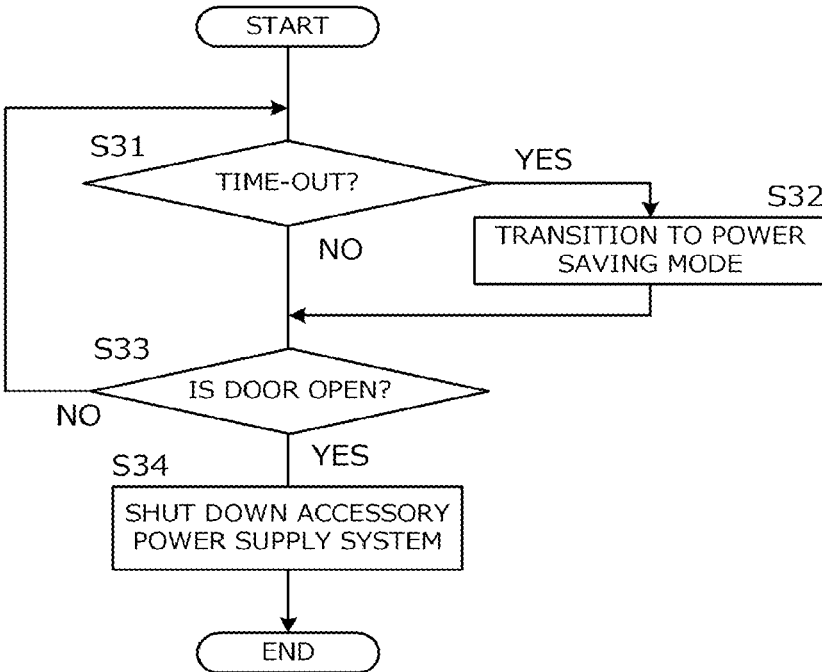 START
S31
TIME-OUT?
YES
S32
TRANSITION TO POWER
SAVING MODE
NO
S33
IS DOOR OPEN?
NO
YES
S34
SHUT DOWN ACCESSORY
POWER SUPPLY SYSTEM
END